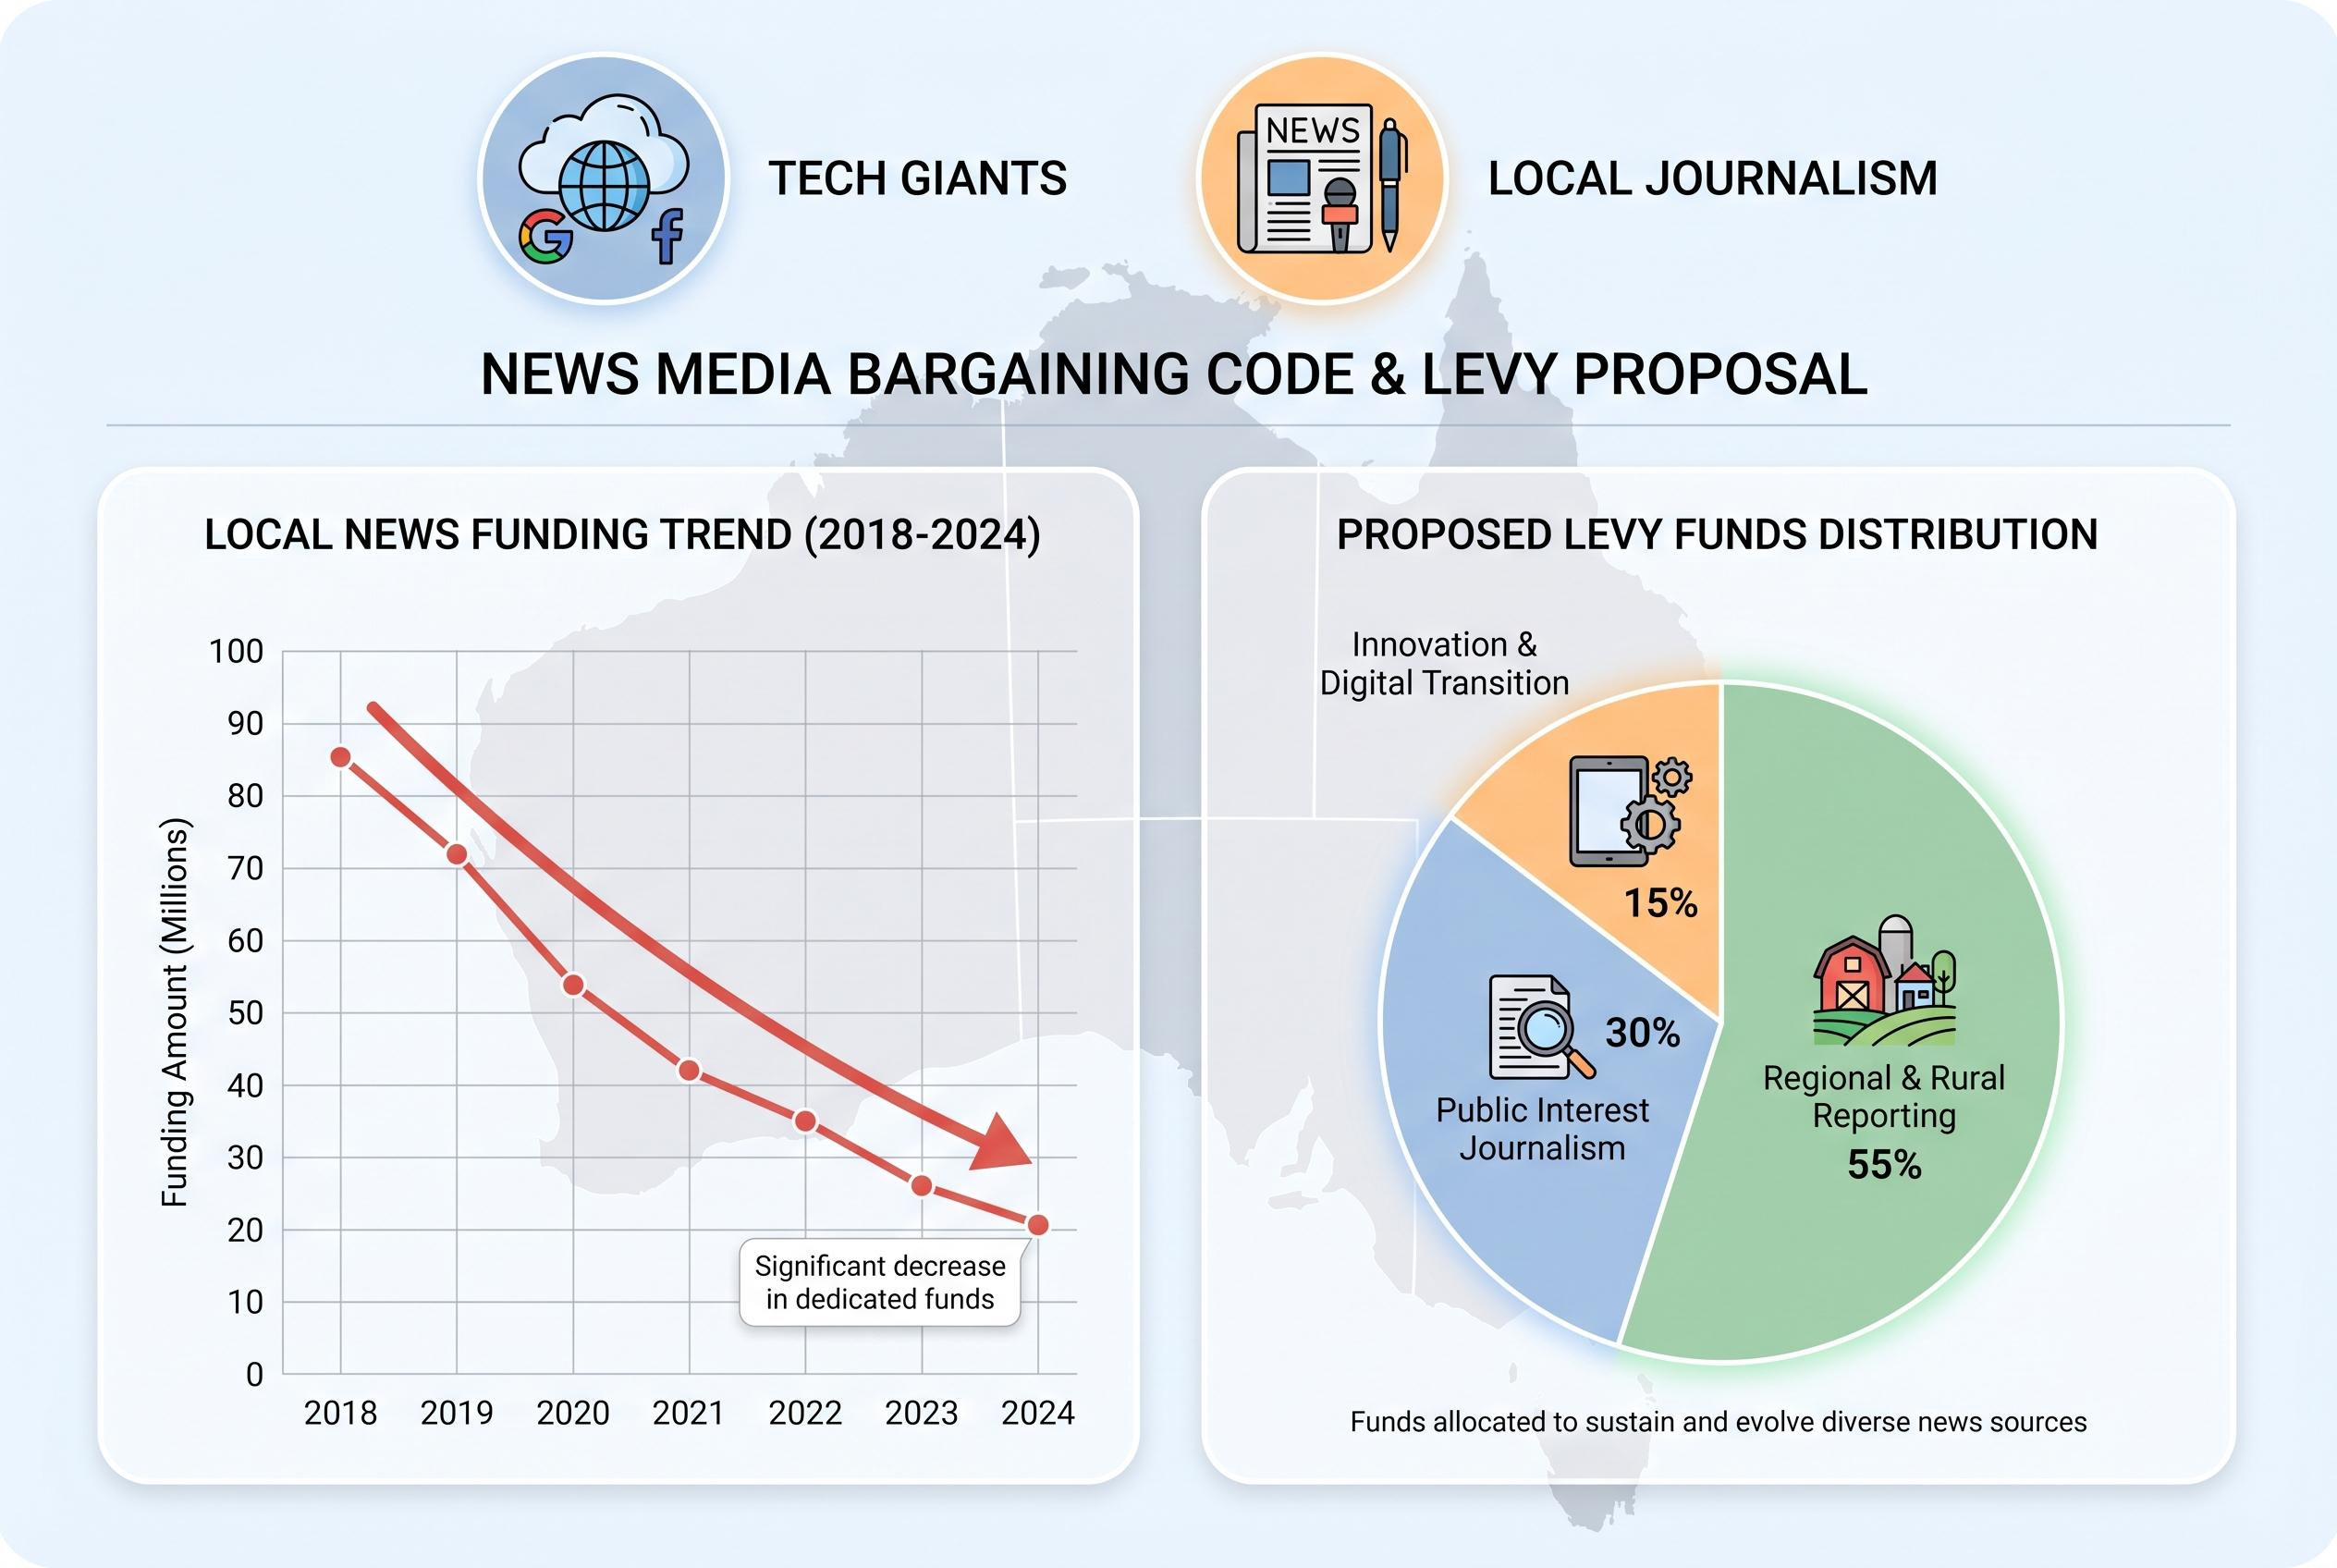 TECH GIANTS
NEWS
LOCAL JOURNALISM
NEWS MEDIA BARGAINING CODE & LEVY PROPOSAL
LOCAL NEWS FUNDING TREND (2018-2024)
Funding Amount (Millions)
100
90
80
70
60
50
40
30
20
10
0
2018 2019 2020 2021 2022 2023 2024
Significant decrease
in dedicated funds
PROPOSED LEVY FUNDS DISTRIBUTION
Innovation &
Digital Transition
15%
30%
Public Interest
Journalism
Regional & Rural
Reporting
55%
Funds allocated to sustain and evolve diverse news sources